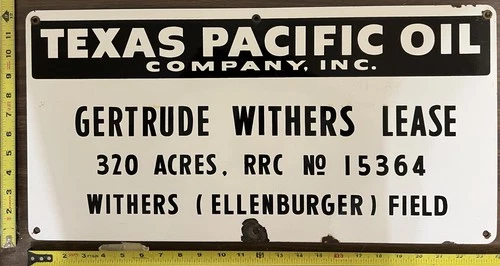 TEXAS PACIFIC OIL
COMPANY, INC.
GERTRUDE WITHERS LEASE
320 ACRES, RRC Nº 15364
WITHERS (ELLENBURGER) FIELD